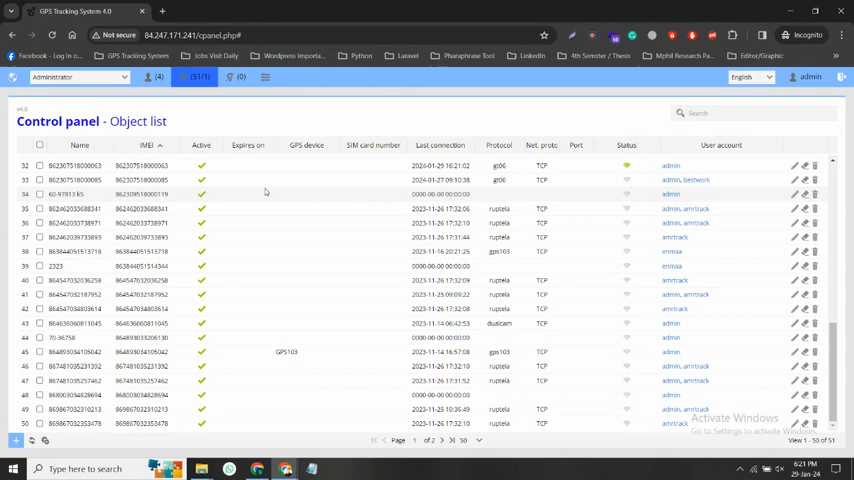 GPS Tracking System 4.0
Not secure 84.247.171.241/cpanel.php# Incognito
Facebook - Log In o... GPS Tracking System Jobs Visit Daily Wordpress Importa... Python Laravel Pharaphrase Tool LinkedIn 4th Semster / Thesis Mphil Research Pa... Editor/Graphic
Administrator (4) (51/1) (0) English admin
v4.0
Control panel - Object list Search
Name IMEI Active Expires on GPS device SIM card number Last connection Protocol Net. proto Port Status User account
32 862307518000063 862307518000063 2024-01-29 16:21:02 gt06 TCP admin
33 862307518000085 862307518000085 2024-01-27 09:10:38 gt06 TCP admin, bestwork
34 60-97813 k5 862309518000119 0000-00-00 00:00:00 admin
35 862462033688341 862462033688341 2023-11-26 17:32:06 ruptela TCP admin, amrtrack
36 862462033738971 862462033738971 2023-11-26 17:32:10 ruptela TCP admin, amrtrack
37 862462039733893 862462039733893 2023-11-26 17:31:44 ruptela TCP amrtrack
38 863844051513718 863844051513718 2023-11-16 20:21:25 gps103 TCP enmaa
39 2323 863844051514344 0000-00-00 00:00:00 enmaa
40 864547032036258 864547032036258 2023-11-26 17:32:09 ruptela TCP admin, amrtrack
41 864547032187952 864547032187952 2023-11-25 09:09:22 ruptela TCP admin, amrtrack
42 864547034803614 864547034803614 2023-11-26 17:32:08 ruptela TCP admin, amrtrack
43 864636060811045 864636060811045 2023-11-14 06:42:53 dualcam TCP admin
44 70-36758 864893033206130 0000-00-00 00:00:00 admin
45 864893034105042 864893034105042 GPS103 2023-11-14 16:57:08 gps103 TCP admin
46 867481035257144 867481035257144 2023-11-26 17:32:10 ruptela TCP admin, amrtrack
47 867481035257462 867481035257462 2023-11-26 17:31:52 ruptela TCP admin, amrtrack
48 868003034828694 868003034828694 0000-00-00 00:00:00 admin
49 869867032310213 869867032310213 2023-11-25 10:36:49 ruptela TCP admin, amrtrack
50 869867032353478 869867032353478 2023-11-26 17:32:10 ruptela TCP amrtrack
Activate Windows
Go to Settings to activate Windows.
Page 1 of 2 50 View 1 - 50 of 51
Type here to search 6:21 PM
29-Jan-24